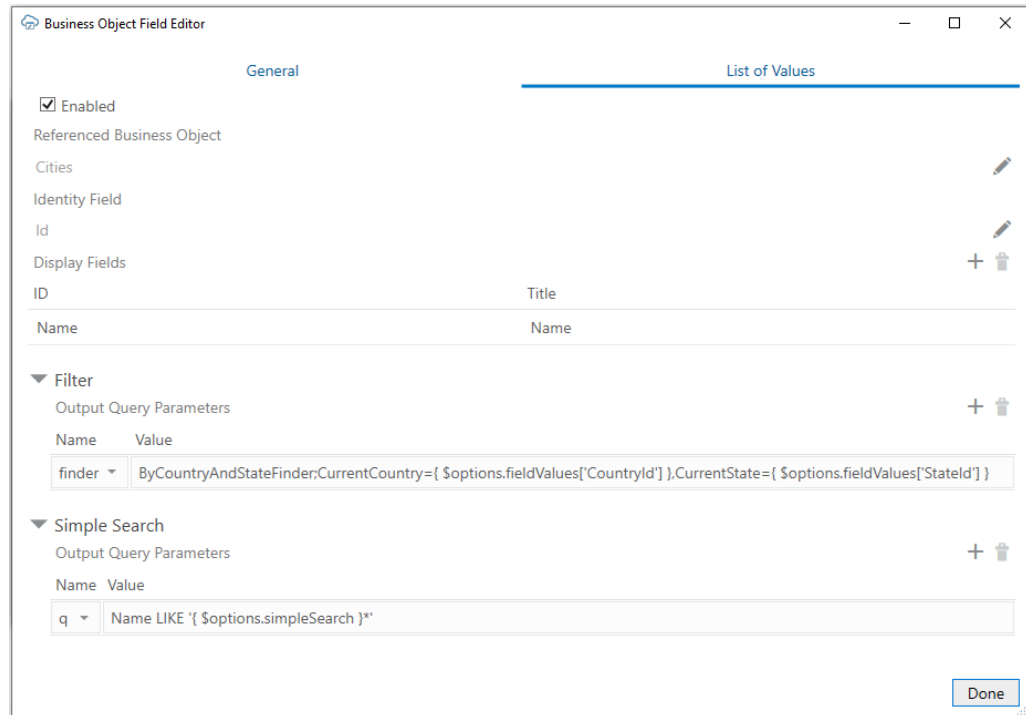 Business Object Field Editor
General List of Values
Enabled
Referenced Business Object
Cities
Identity Field
Id
Display Fields
ID Title
Name Name
Filter
Output Query Parameters
Name Value
finder ByCountryAndStateFinder;CurrentCountry={ $options.fieldValues['CountryId'] },CurrentState={ $options.fieldValues['StateId'] }
Simple Search
Output Query Parameters
Name Value
q Name LIKE '{ $options.simpleSearch }*'
Done